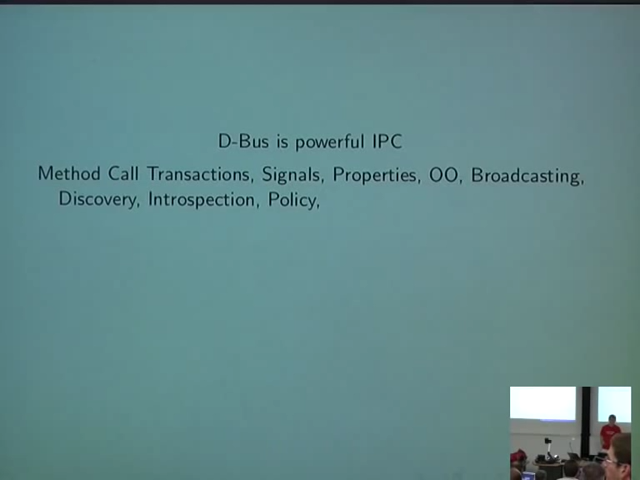 D-Bus is powerful IPC
Method Call Transactions, Signals, Properties, OO, Broadcasting,
Discovery, Introspection, Policy,